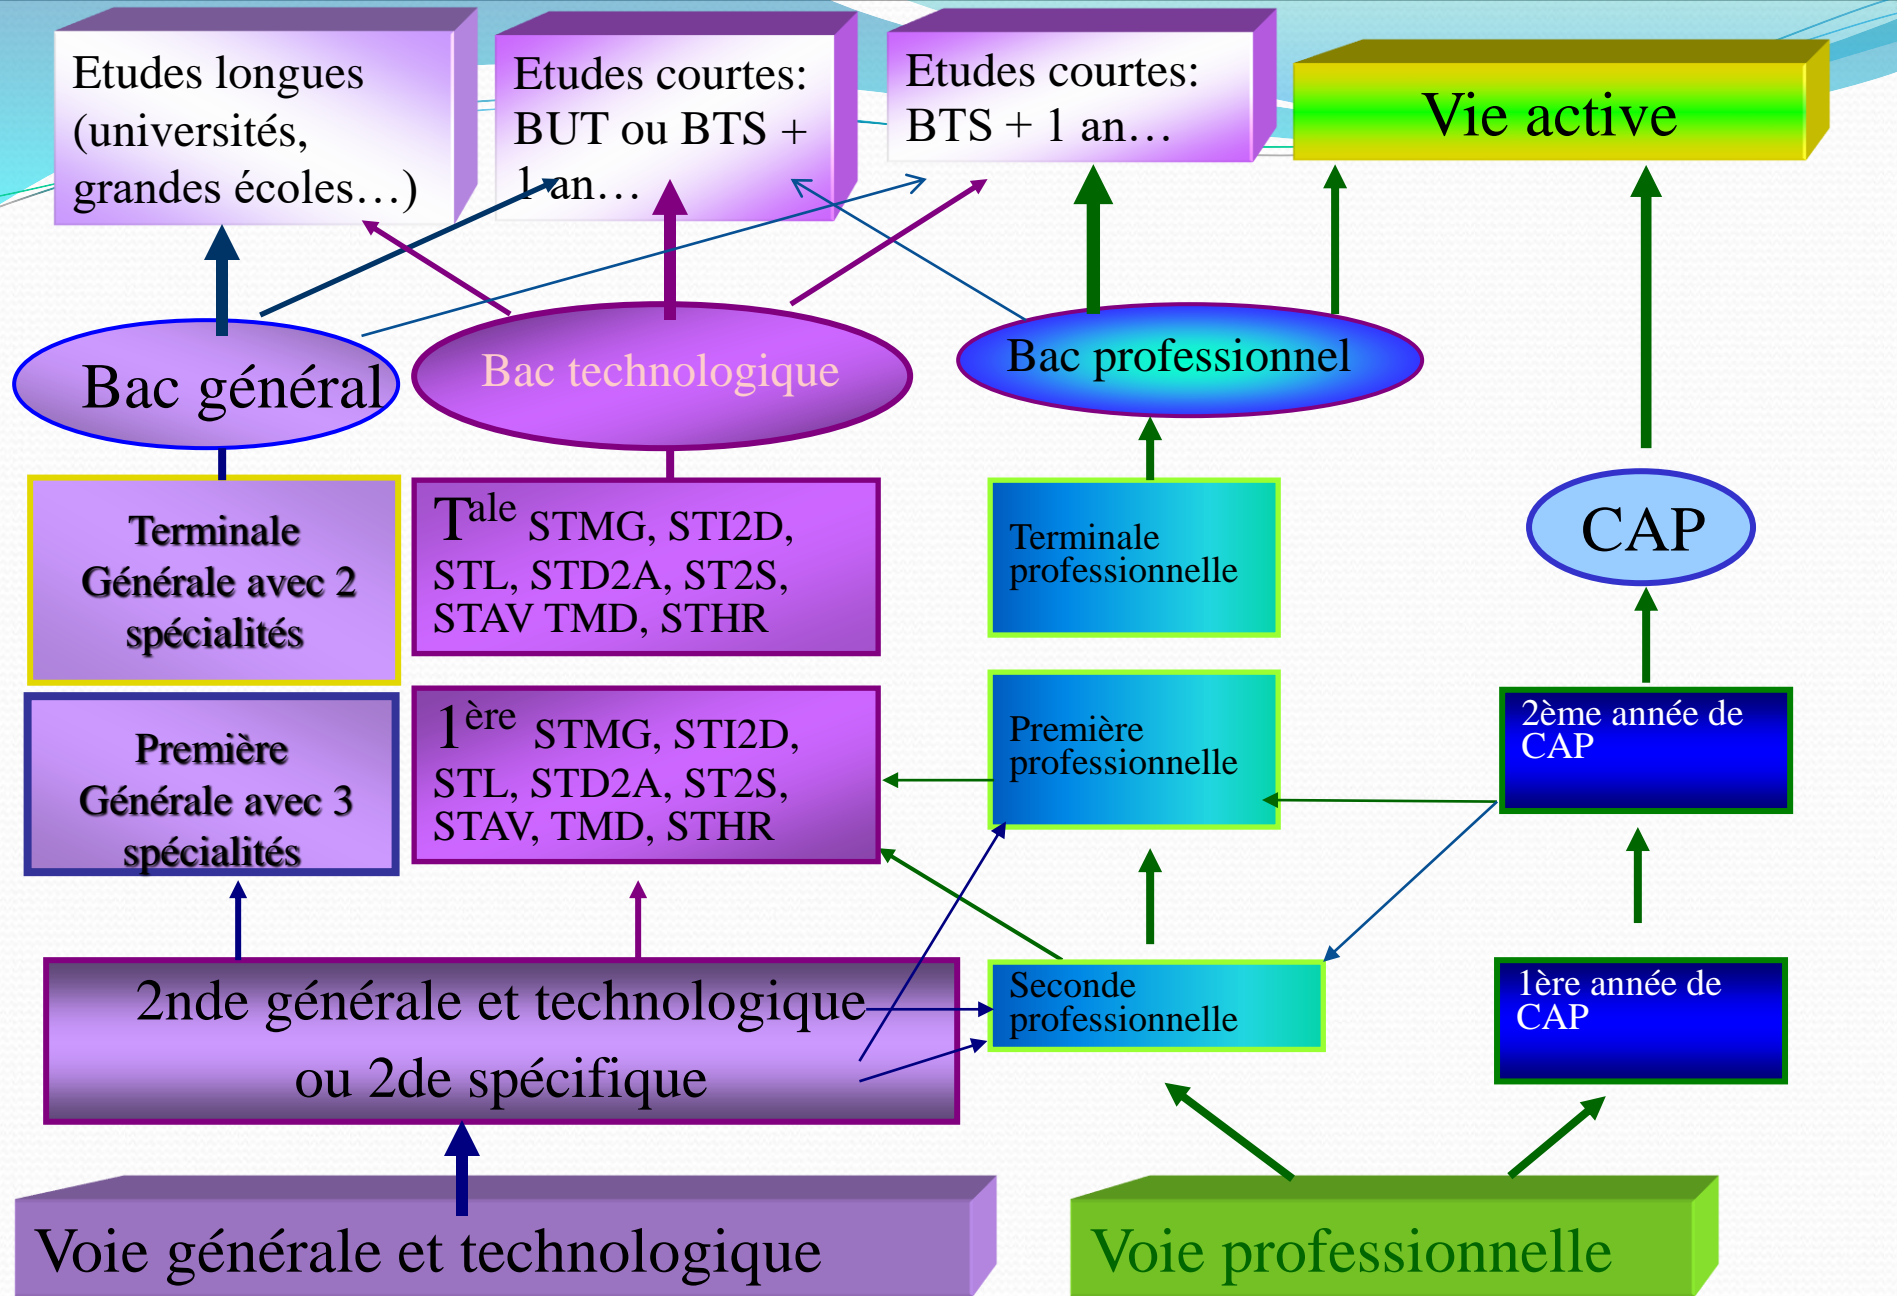 Etudes longues
(universités,
grandes écoles…)
Etudes courtes:
BUT ou BTS +
1 an…
Etudes courtes:
BTS + 1 an…
Vie active
Bac général
Bac technologique
Bac professionnel
CAP
Terminale
Générale avec 2
spécialités
Tale STMG, STI2D,
STL, STD2A, ST2S,
STAV TMD, STHR
Terminale
professionnelle
Première
Générale avec 3
spécialités
1ère STMG, STI2D,
STL, STD2A, ST2S,
STAV, TMD, STHR
Première
professionnelle
2ème année de
CAP
2nde générale et technologique
ou 2de spécifique
Seconde
professionnelle
1ère année de
CAP
Voie générale et technologique
Voie professionnelle